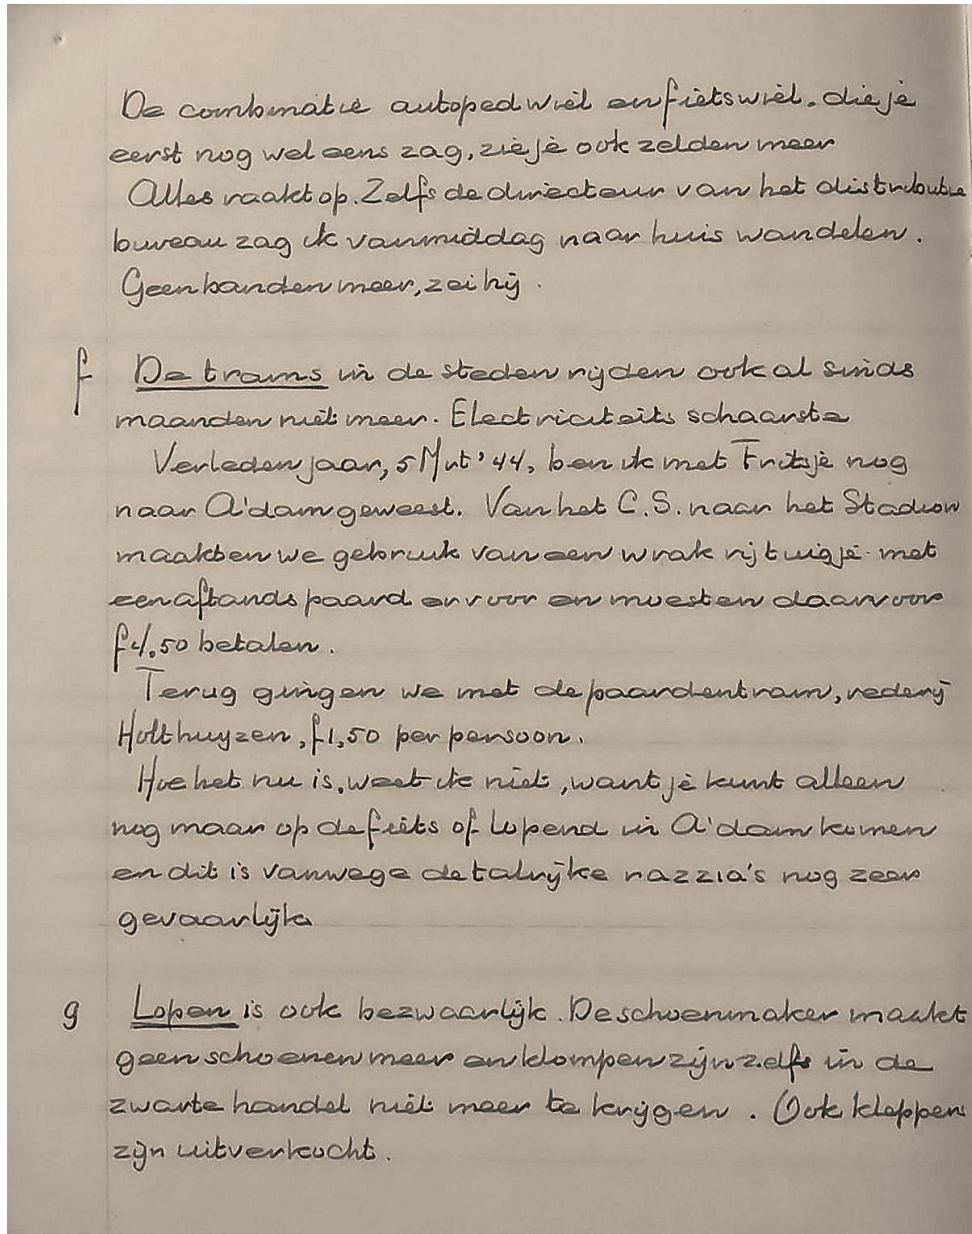 De combinatie autopedwiel en fietswiel. die je
eerst nog wel eens zag, zie je ook zelden meer
Alles raakt op. Zelfs de directeur van het distributie
bureau zag ik vanmiddag naar huis wandelen.
Geen banden meer, zei hij.
f De trams in de steden rijden ook al sinds
maanden niet meer. Electriciteits schaarste
Verleden jaar, 5 Mrt '44, ben ik met Fritsje nog
naar A'dam geweest. Van het C.S. naar het Stadion
maakben we gebruik van een wrak rijtuigje met
een aftands paard ervoor en moesten daarvoor
f4.50 betalen.
Terug gingen we met de paardentram, rederij
Holthuyzen, f1,50 per persoon.
Hoe het nu is, weet ik niet, want je kunt alleen
nog maar op de fiets of lopend in A'dam komen
en dit is vanwege de talrijke razzia's nog zeer
gevaarlijk
g Lopen is ook bezwaarlijk. De schoenmaker maakt
geen schoenen meer en klompen zijn zelfs in de
zwarte handel niet meer te krijgen. Ook kleppers
zijn uitverkocht.